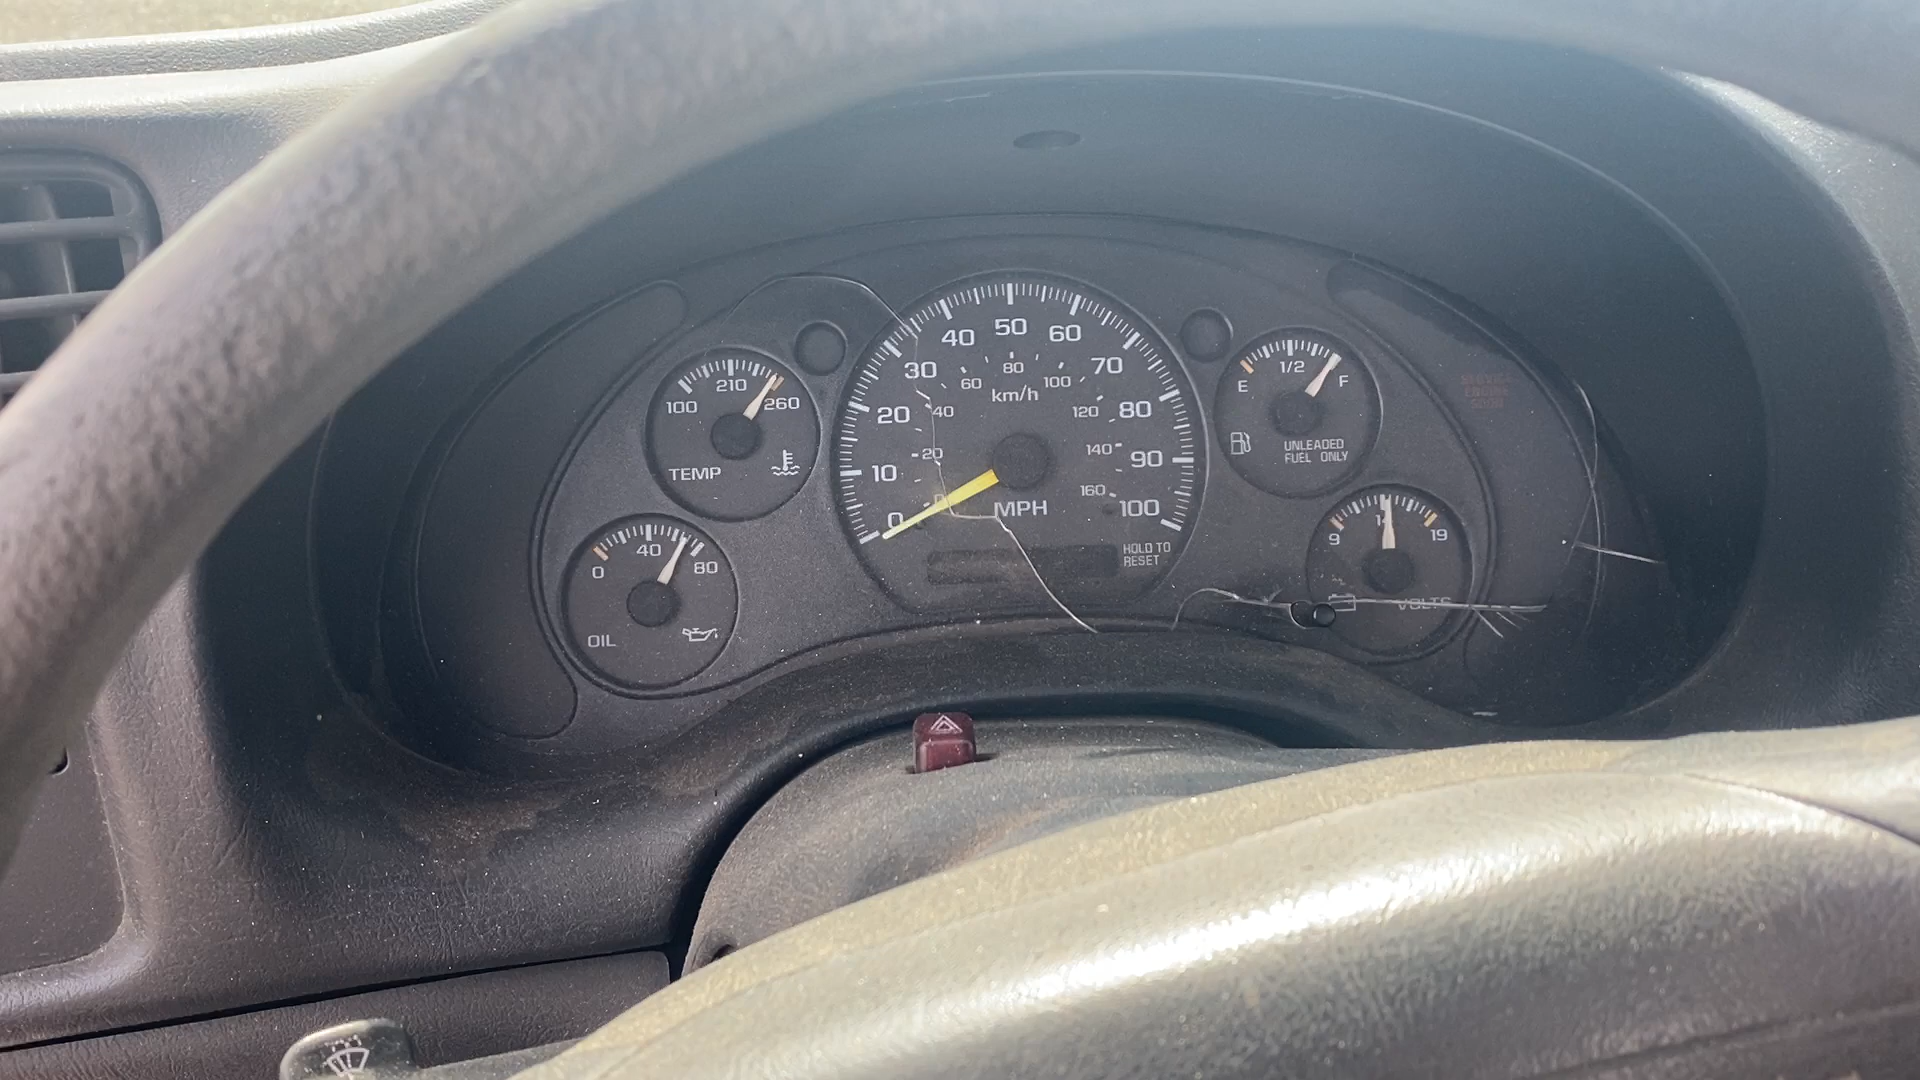 40 50 60
30 70
20 80
10 90
0 100
60 80 100
km/h
40 120
20 140
0 160
MPH
HOLD TO
RESET
100 210 260
TEMP
0 40 80
OIL
E 1/2 F
UNLEADED
FUEL ONLY
9 14 19
VOLTS